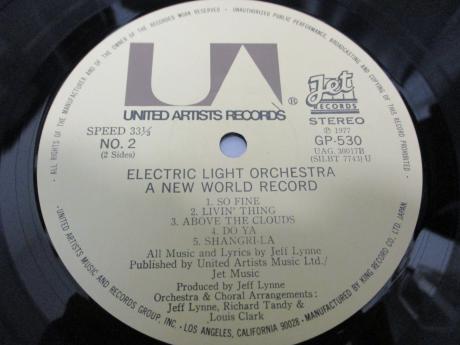 ALL RIGHTS OF THE MANUFACTURER AND OF THE OWNER OF THE RECORDED WORK RESERVED · UNAUTHORIZED PUBLIC PERFORMANCE, BROADCASTING AND COPYING OF THIS RECORD PROHIBITED ·
UA
UNITED ARTISTS RECORDS
®
Jet
RECORDS
SPEED 33⅓
NO. 2
(2 Sides)
STEREO
℗ 1977
GP-530
UAG. 30017B
(SILBT 7743) U
ELECTRIC LIGHT ORCHESTRA
A NEW WORLD RECORD
1. SO FINE
2. LIVIN' THING
3. ABOVE THE CLOUDS
4. DO YA
5. SHANGRI-LA
All Music and Lyrics by Jeff Lynne
Published by United Artists Music Ltd./
Jet Music
Produced by Jeff Lynne
Orchestra & Choral Arrangements:
Jeff Lynne, Richard Tandy &
Louis Clark
UNITED ARTISTS MUSIC AND RECORDS GROUP, INC. · LOS ANGELES, CALIFORNIA 90028 · MANUFACTURED BY KING RECORD CO. LTD. JAPAN